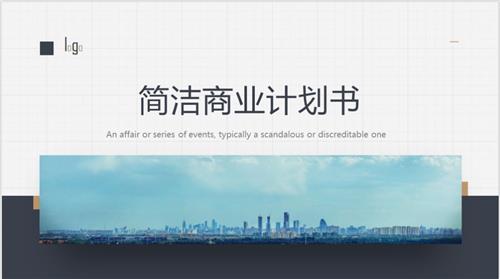 logo
简洁商业计划书
An affair or series of events, typically a scandalous or discreditable one